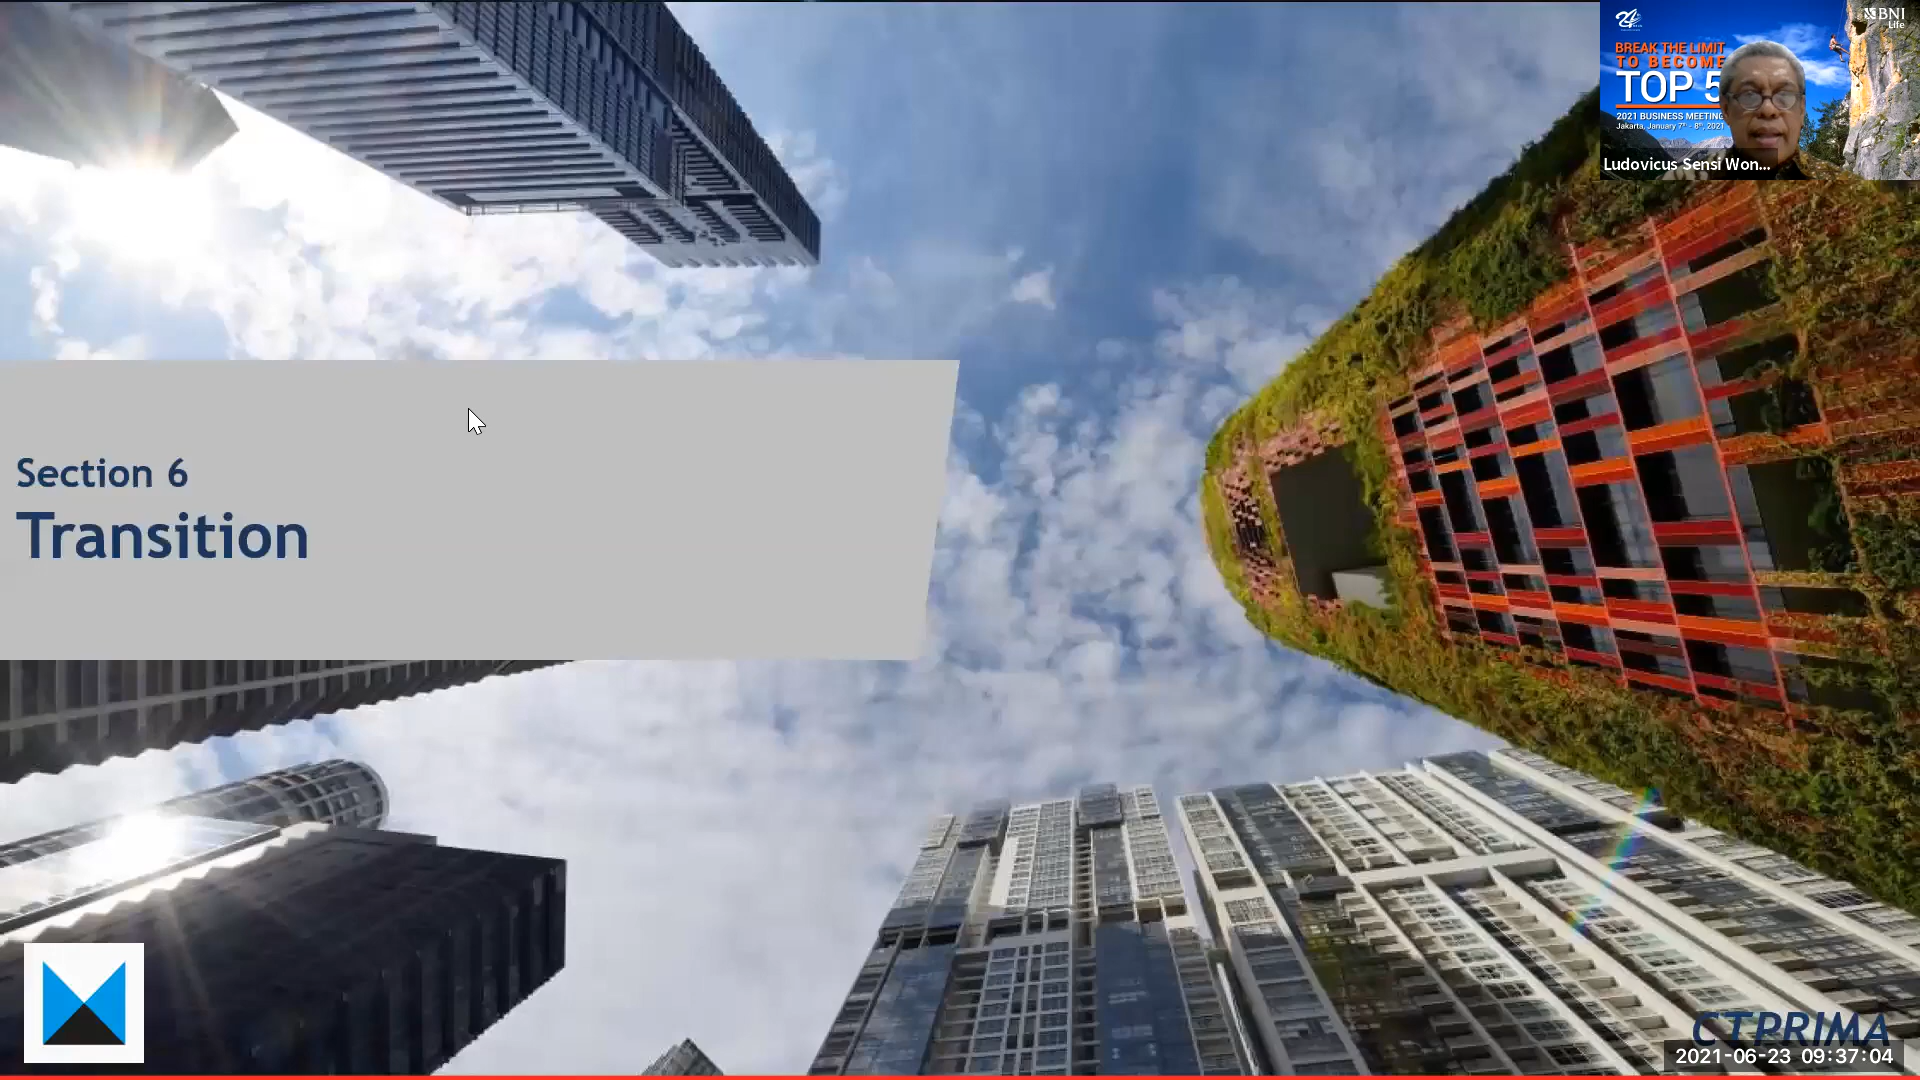 Section 6
Transition
24
BNI
Life
BREAK THE LIMIT
TO BECOME
TOP 5
2021 BUSINESS MEETING
Jakarta, January 7th - 8th, 2021
Ludovicus Sensi Won...
CTPRIMA
2021-06-23 09:37:04